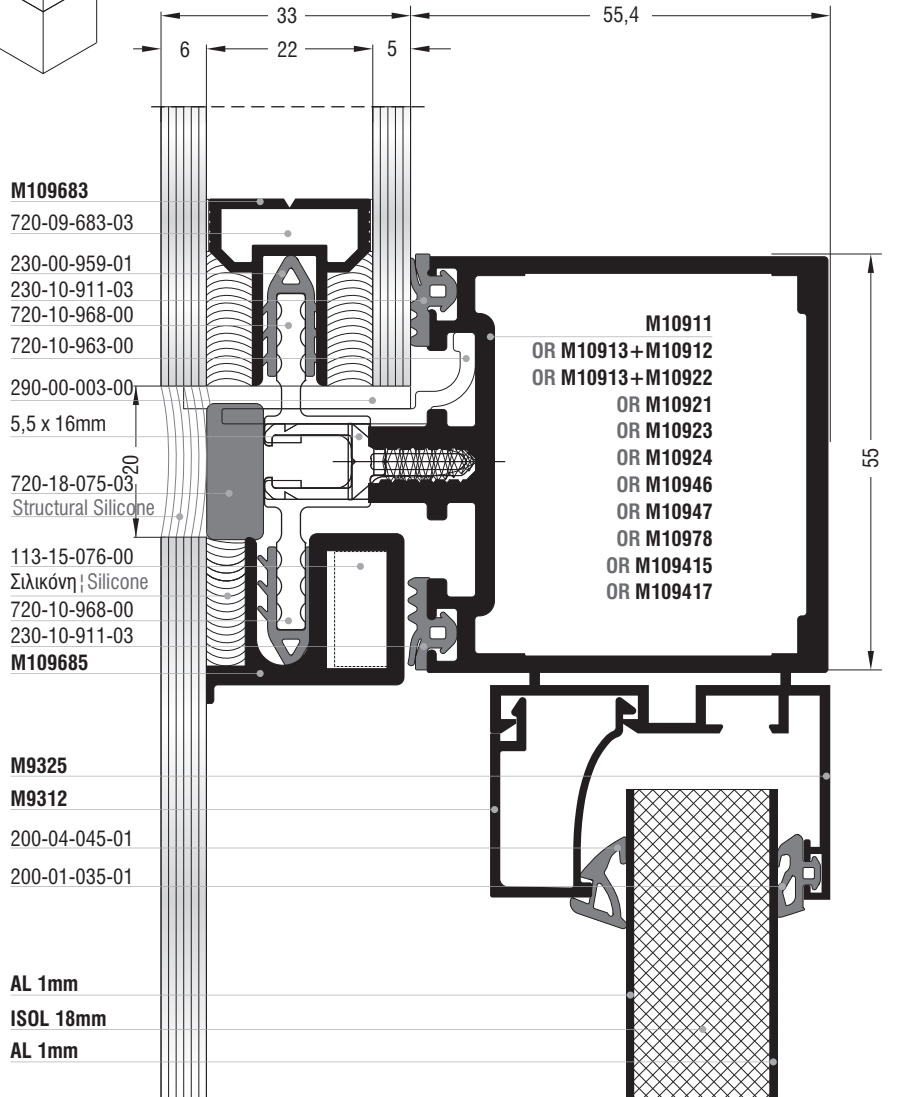 33
55,4
6
22
5
M109683
720-09-683-03
230-00-959-01
230-10-911-03
720-10-968-00
720-10-963-00
290-00-003-00
5,5 x 16mm
20
720-18-075-03
Structural Silicone
113-15-076-00
Σιλικόνη ¦ Silicone
720-10-968-00
230-10-911-03
M109685
M9325
M9312
200-04-045-01
200-01-035-01
AL 1mm
ISOL 18mm
AL 1mm
M10911
OR M10913+M10912
OR M10913+M10922
OR M10921
OR M10923
OR M10924
OR M10946
OR M10947
OR M10978
OR M109415
OR M109417
55